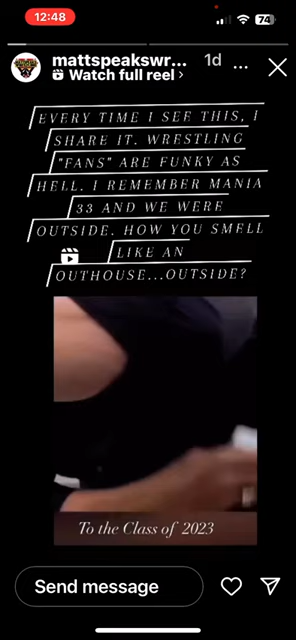 12:48
74
mattspeakswr... 1d ...
Watch full reel >
EVERY TIME I SEE THIS, I
SHARE IT. WRESTLING
"FANS" ARE FUNKY AS
HELL. I REMEMBER MANIA
33 AND WE WERE
OUTSIDE. HOW YOU SMELL
LIKE AN
OUTHOUSE...OUTSIDE?
To the Class of 2023
Send message